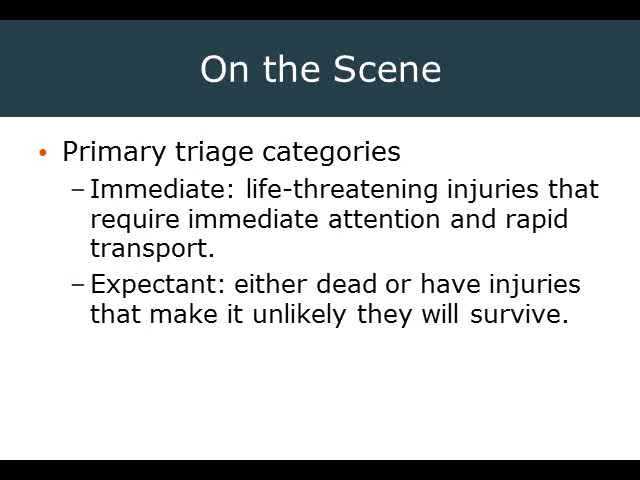 On the Scene
• Primary triage categories
– Immediate: life-threatening injuries that
require immediate attention and rapid
transport.
– Expectant: either dead or have injuries
that make it unlikely they will survive.